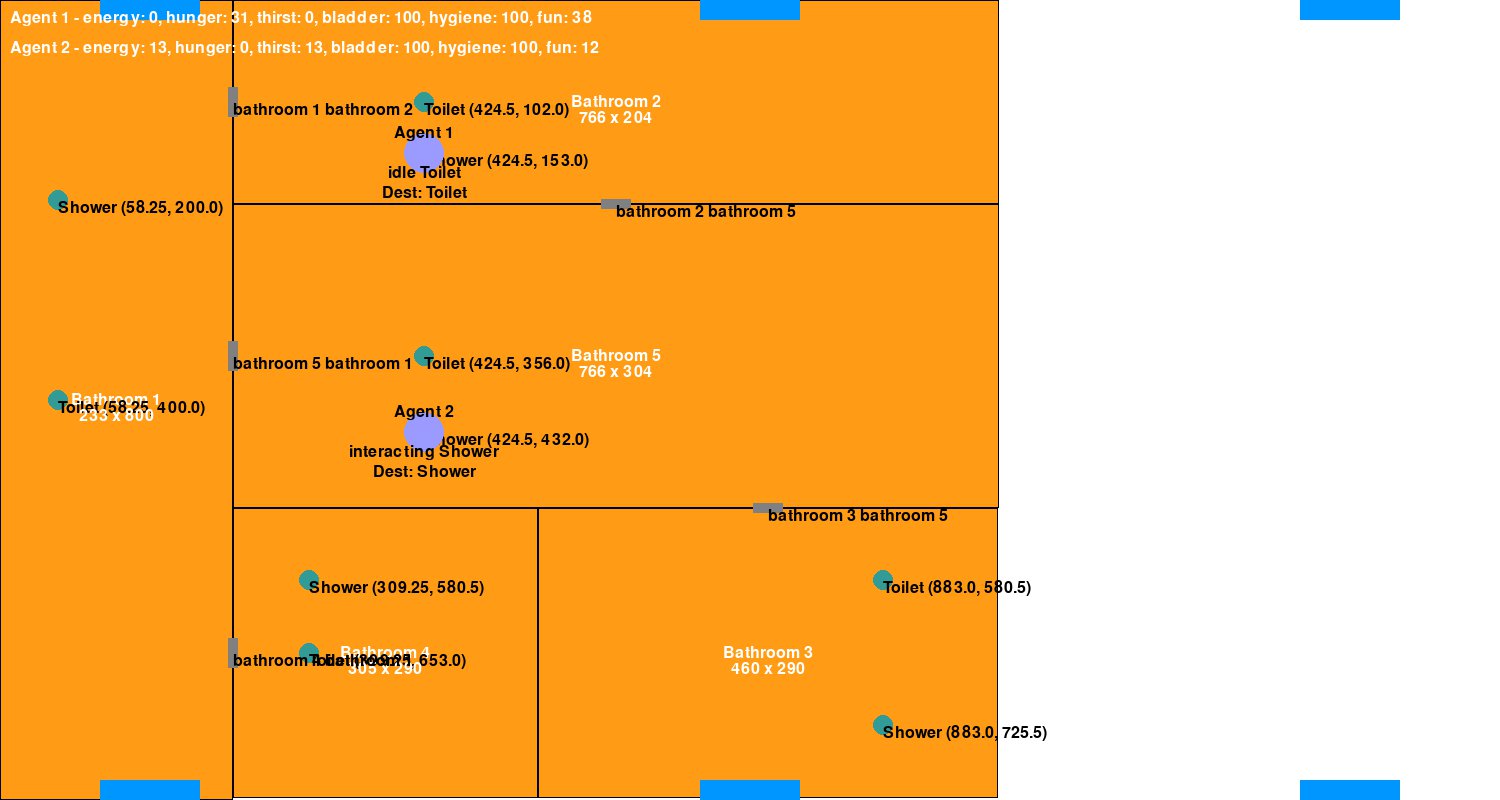 Agent 1 - energy: 0, hunger: 31, thirst: 0, bladder: 100, hygiene: 100, fun: 38
Agent 2 - energy: 13, hunger: 0, thirst: 13, bladder: 100, hygiene: 100, fun: 12
bathroom 1 bathroom 2
Toilet (424.5, 102.0)
Bathroom 2
766 x 204
Agent 1
hower (424.5, 153.0)
idle Toilet
Dest: Toilet
Shower (58.25, 200.0)
bathroom 2 bathroom 5
bathroom 5 bathroom 1
Toilet (424.5, 356.0)
Bathroom 5
766 x 304
Bathroom 1
233 x 800
Toilet (58.25, 400.0)
Agent 2
hower (424.5, 432.0)
interacting Shower
Dest: Shower
bathroom 3 bathroom 5
Shower (309.25, 580.5)
Toilet (883.0, 580.5)
bathroom 4 bathroom 1
Toilet (309.25, 653.0)
Bathroom 4
305 x 290
Bathroom 3
460 x 290
Shower (883.0, 725.5)